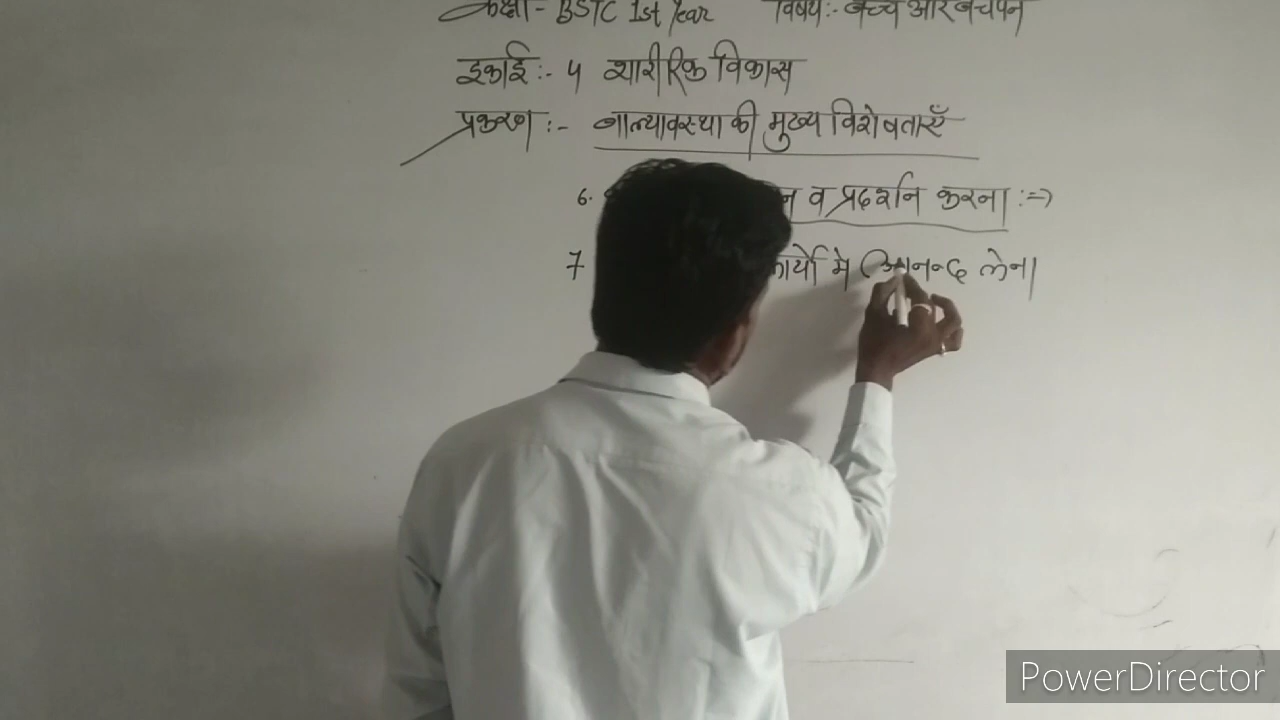 कक्षा - BSTC 1st Year विषय:- बच्चे और बचपन
इकाई :- 5 शारीरिक विकास
प्रकरण :- बाल्यावस्था की मुख्य विशेषताएँ
6. व प्रदर्शन करना :=>
7 कार्यो मे आनन्द लेना
PowerDirector